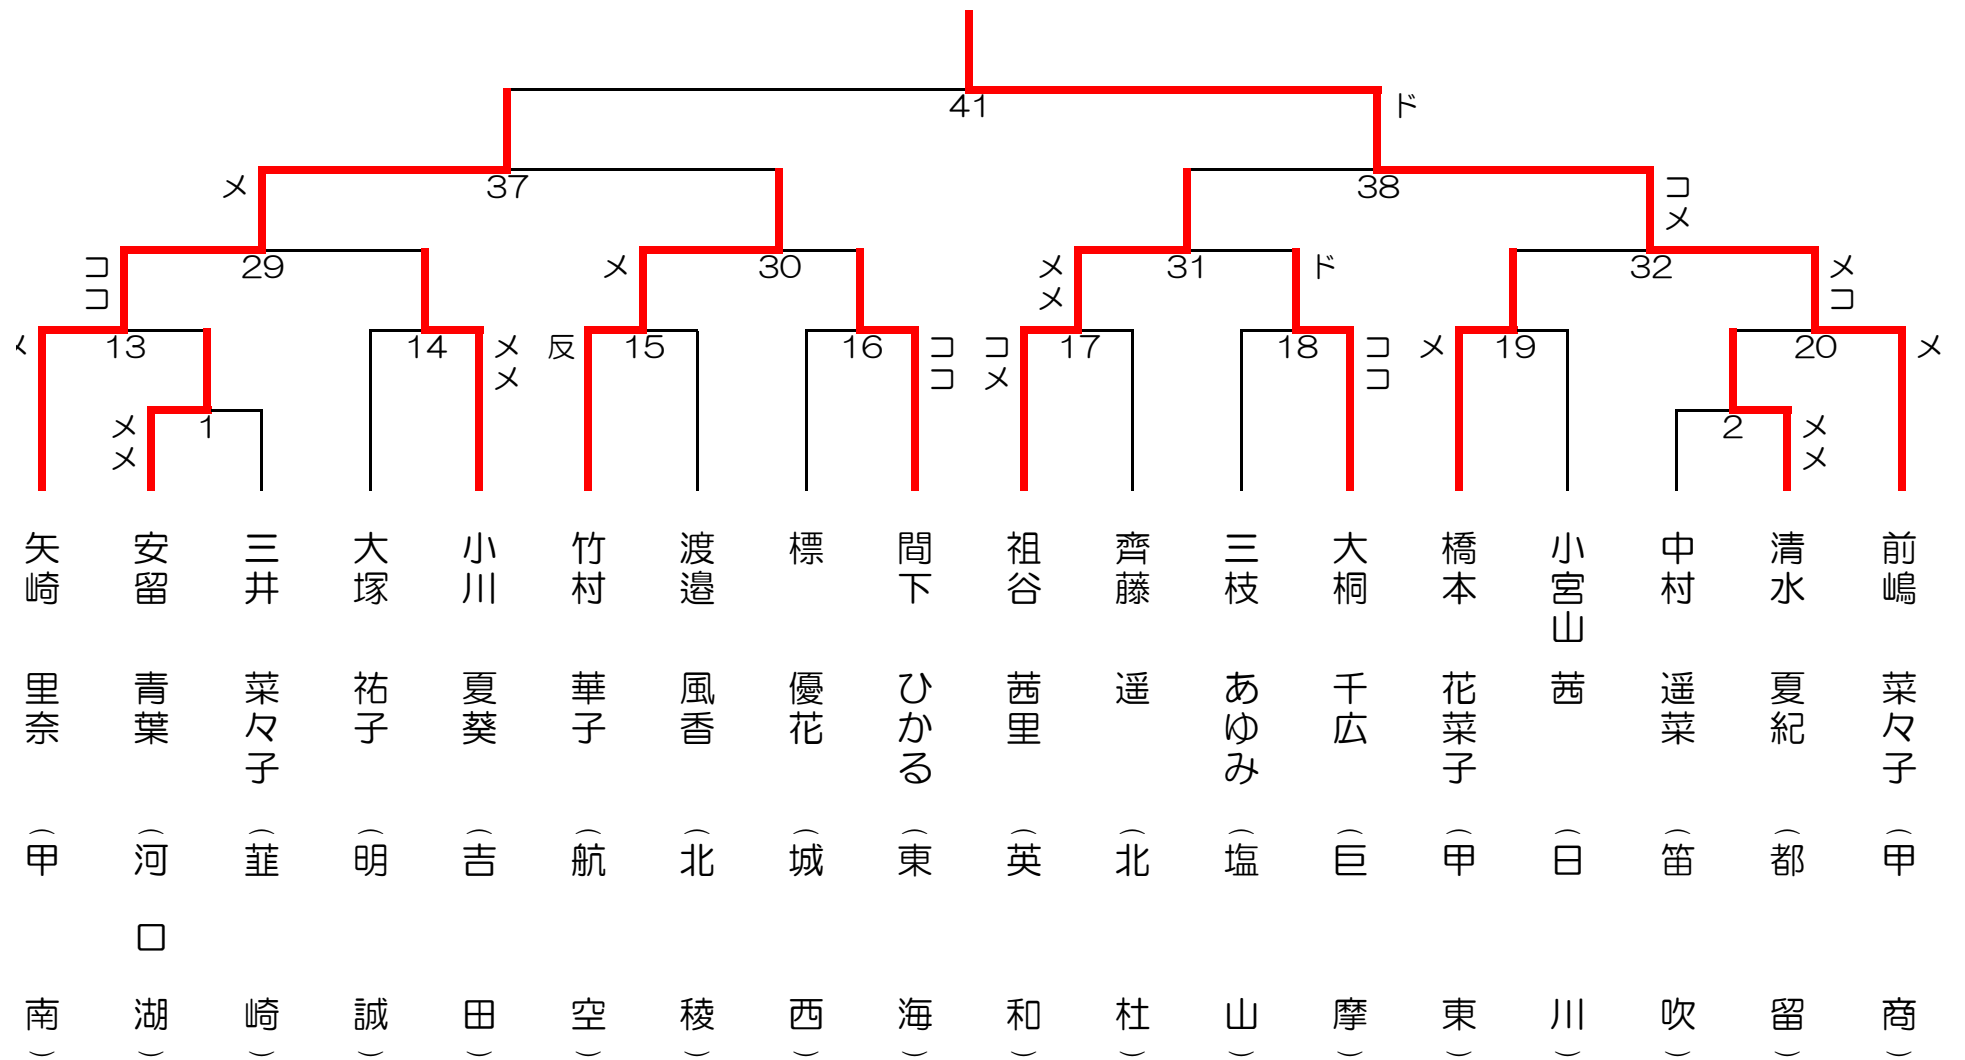 41
ド
メ
37
38
コメ
ココ
29
メ
30
メメ
31
ド
32
メコ
メ
13
14
メメ
反
15
16
ココ
コメ
17
18
ココ
メ
19
20
メ
メメ
1
2
メメ
矢崎 里奈 (甲南)
安留 青葉 (河口湖)
三井 菜々子 (韮崎)
大塚 祐子 (明誠)
小川 夏葵 (吉田)
竹村 華子 (航空)
渡邉 風香 (北稜)
標 優花 (城西)
間下 ひかる (東海)
祖谷 茜里 (英和)
齊藤 遥 (北杜)
三枝 あゆみ (塩山)
大桐 千広 (巨摩)
橋本 花菜子 (甲東)
小宮山 茜 (日川)
中村 遥菜 (笛吹)
清水 夏紀 (都留)
前嶋 菜々子 (甲商)